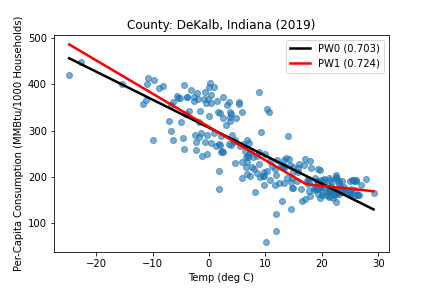 County: DeKalb, Indiana (2019)
PW0 (0.703)
PW1 (0.724)
Per-Capita Consumption (MMBtu/1000 Households)
500
400
300
200
100
−20
−10
0
10
20
30
Temp (deg C)